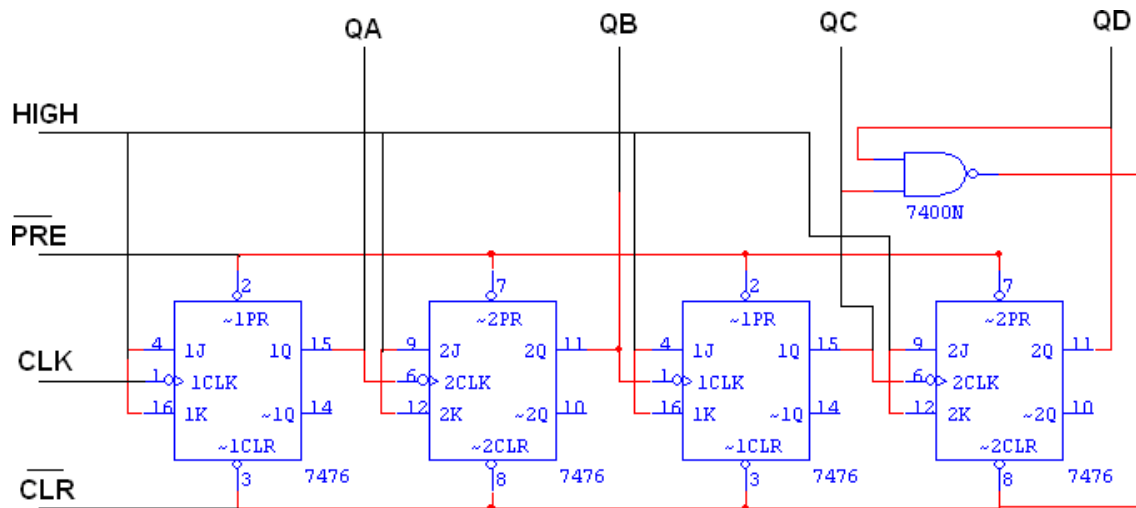 QA QB QC QD
HIGH
7400N
PRE
2 7 2 7
~1PR ~2PR ~1PR ~2PR
4 1J 1Q 15 9 2J 2Q 11 4 1J 1Q 15 9 2J 2Q 11
CLK 1 1CLK 6 2CLK 1 1CLK 6 2CLK
16 1K ~1Q 14 12 2K ~2Q 10 16 1K ~1Q 14 12 2K ~2Q 10
~1CLR ~2CLR ~1CLR ~2CLR
3 7476 8 7476 3 7476 8 7476
CLR